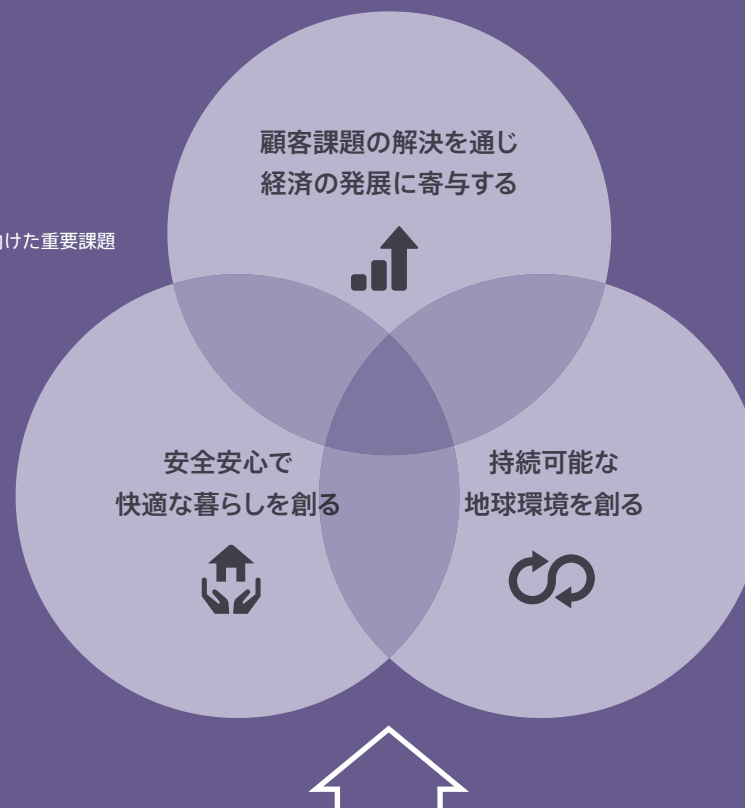 顧客課題の解決を通じ
経済の発展に寄与する
けた重要課題
安全安心で
快適な暮らしを創る
持続可能な
地球環境を創る